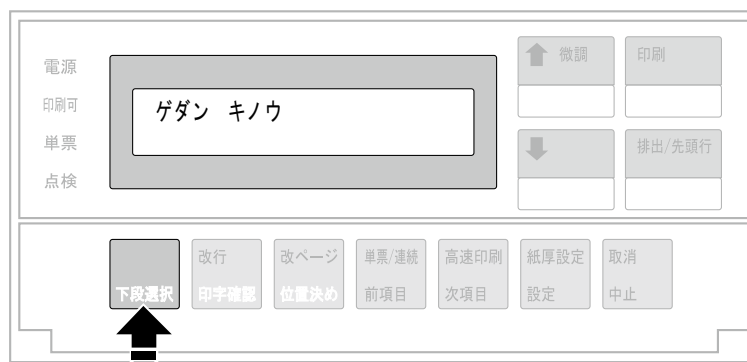 電源
印刷可
単票
点検
ゲダン キノウ
微調
印刷
排出/先頭行
下段選択
改行
印字確認
改ページ
位置決め
単票/連続
前項目
高速印刷
次項目
紙厚設定
設定
取消
中止